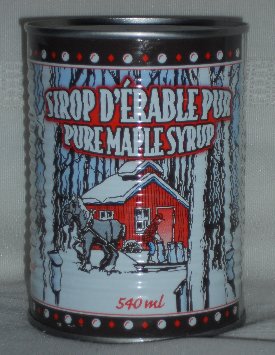 SIROP D'ÉRABLE PUR
PURE MAPLE SYRUP
540 ml